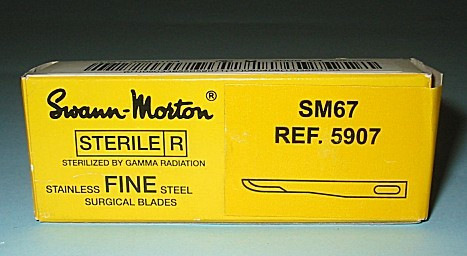 Swann-Morton®
STERILE R
STERILIZED BY GAMMA RADIATION
STAINLESS FINE STEEL
SURGICAL BLADES
SM67
REF. 5907